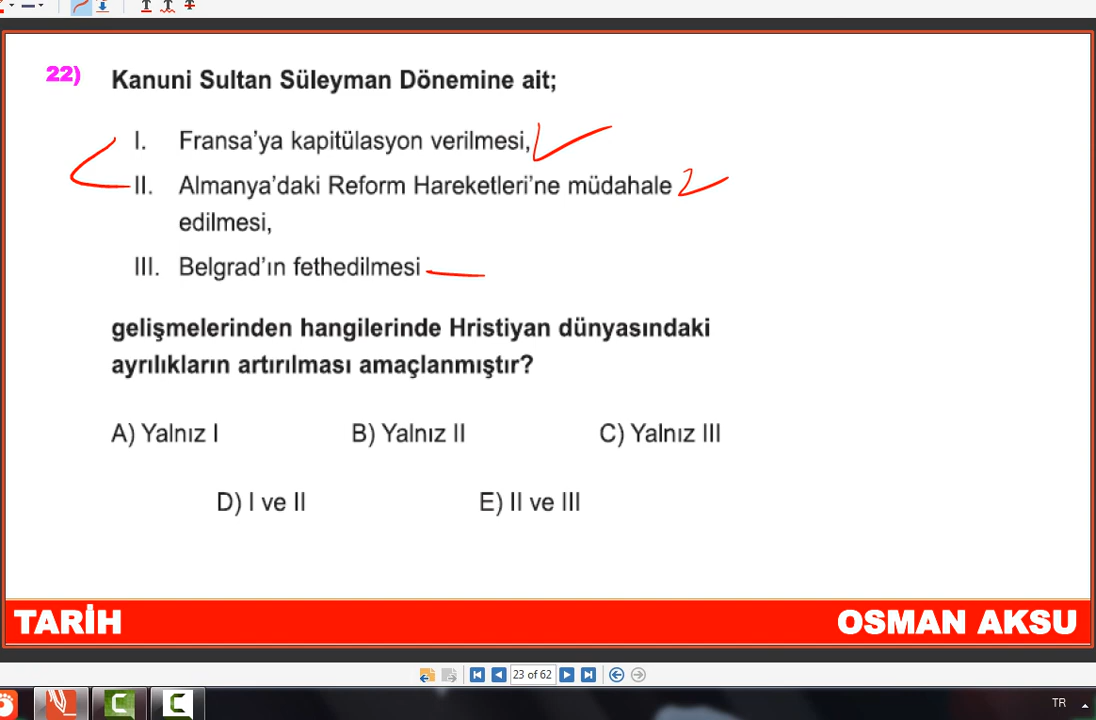 22) Kanuni Sultan Süleyman Dönemine ait;
I. Fransa'ya kapitülasyon verilmesi,
II. Almanya'daki Reform Hareketleri'ne müdahale
edilmesi,
III. Belgrad'ın fethedilmesi
gelişmelerinden hangilerinde Hristiyan dünyasındaki
ayrılıkların artırılması amaçlanmıştır?
A) Yalnız I B) Yalnız II C) Yalnız III
D) I ve II E) II ve III
TARİH OSMAN AKSU
23 of 62
TR